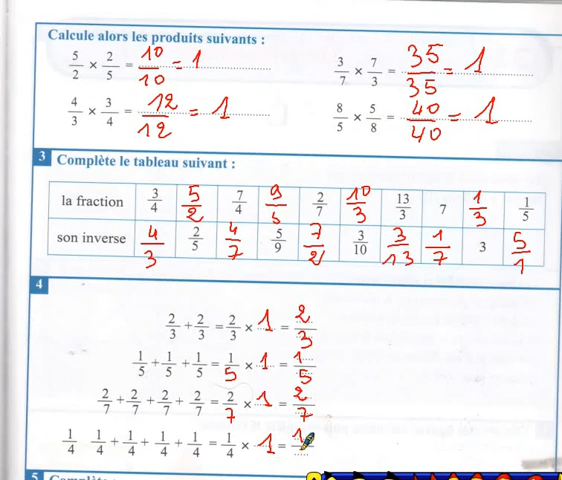 Calcule alors les produits suivants :
5/2 × 2/5 = 10/10 = 1
3/7 × 7/3 = 35/35 = 1
4/3 × 3/4 = 12/12 = 1
8/5 × 5/8 = 40/40 = 1
3 Complète le tableau suivant :
la fraction 3/4 5/2 7/4 9/5 2/7 10/3 13/3 7 1/3 1/5
son inverse 4/3 2/5 4/7 5/9 7/2 3/10 3/13 1/7 3 5/1
4
2/3 + 2/3 = 2/3 × 1 = 2/3
1/5 + 1/5 + 1/5 = 1/5 × 1 = 1/5
2/7 + 2/7 + 2/7 + 2/7 = 2/7 × 1 = 2/7
1/4 1/4 + 1/4 + 1/4 + 1/4 = 1/4 × 1 = 1